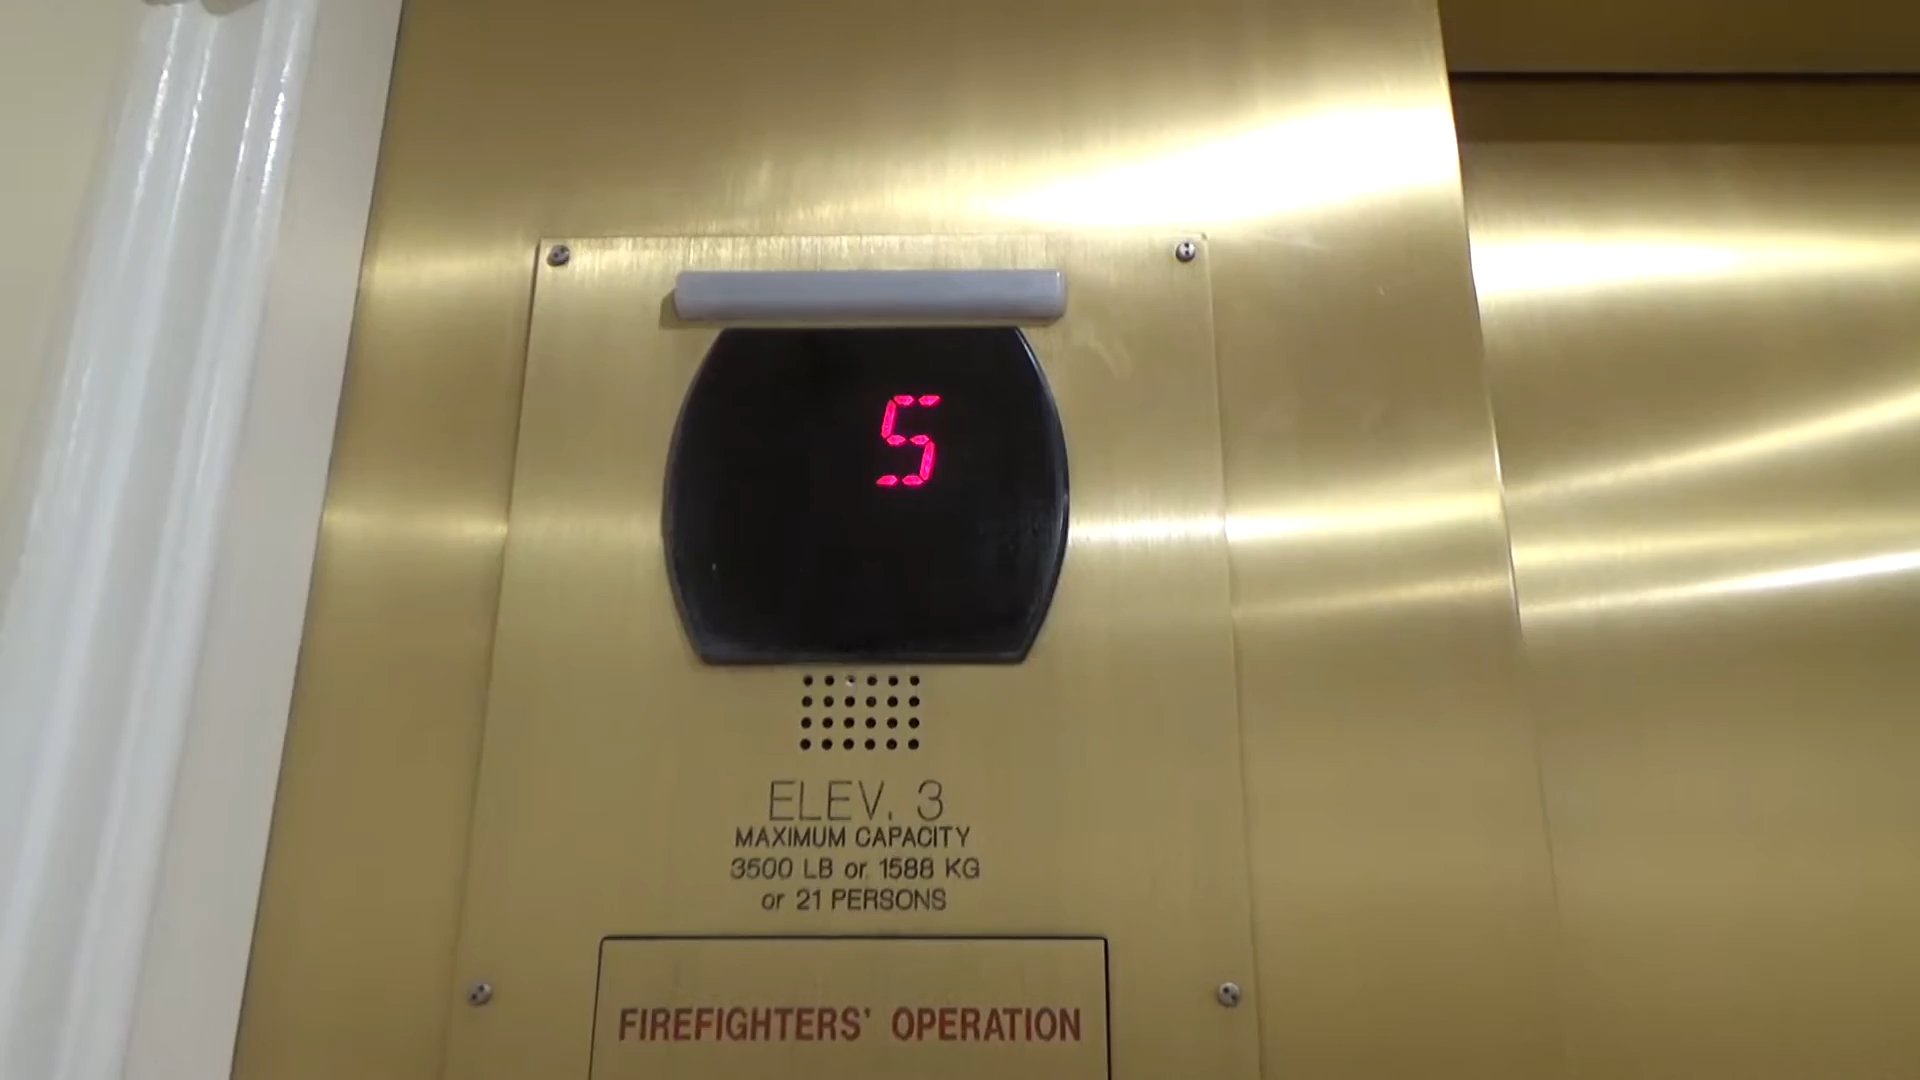 5
ELEV. 3
MAXIMUM CAPACITY
3500 LB or 1588 KG
or 21 PERSONS
FIREFIGHTERS' OPERATION